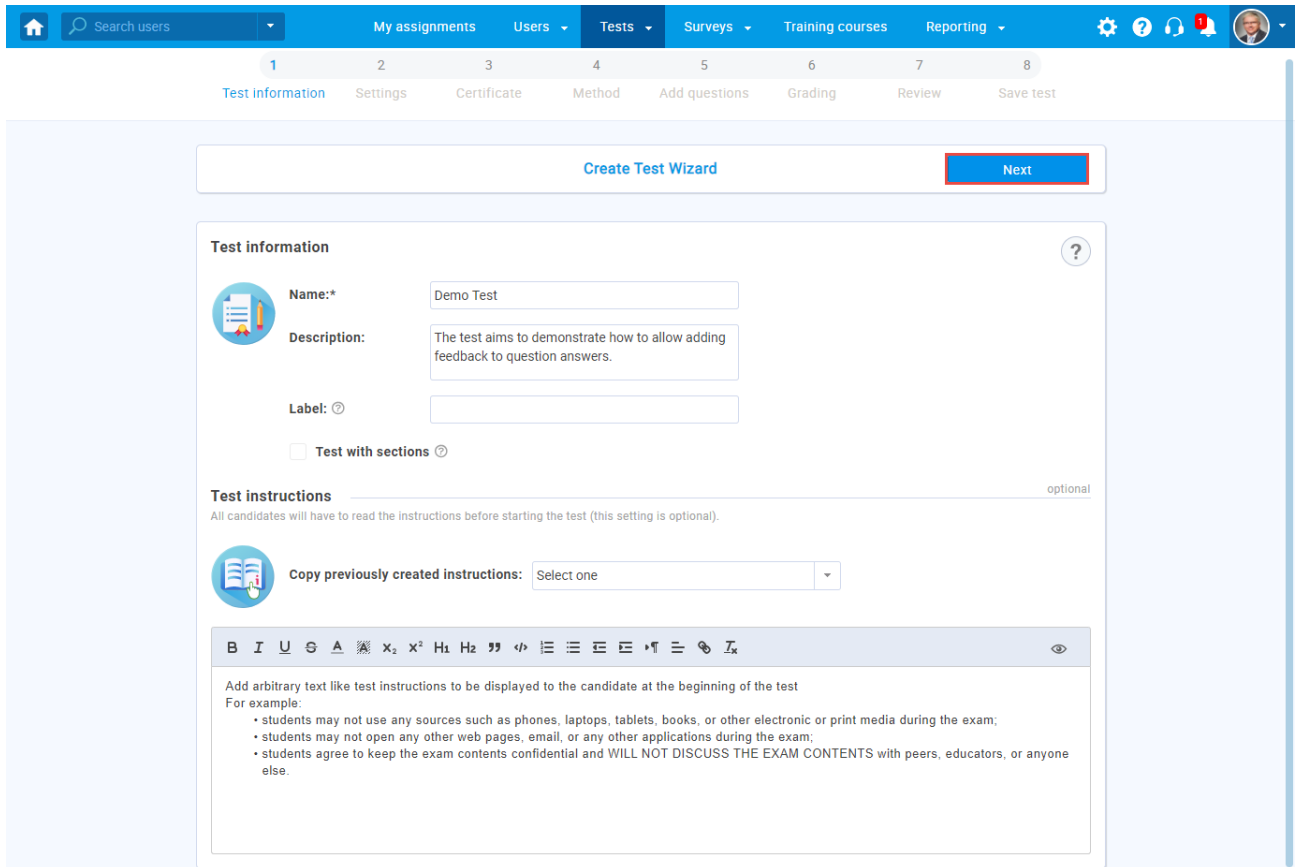 Search users
My assignments Users Tests Surveys Training courses Reporting 1
1 2 3 4 5 6 7 8
Test information Settings Certificate Method Add questions Grading Review Save test
Create Test Wizard Next
Test information ?
Name:* Demo Test
Description: The test aims to demonstrate how to allow adding
feedback to question answers.
Label:
Test with sections
Test instructions optional
All candidates will have to read the instructions before starting the test (this setting is optional).
Copy previously created instructions: Select one
Add arbitrary text like test instructions to be displayed to the candidate at the beginning of the test
For example:
• students may not use any sources such as phones, laptops, tablets, books, or other electronic or print media during the exam;
• students may not open any other web pages, email, or any other applications during the exam;
• students agree to keep the exam contents confidential and WILL NOT DISCUSS THE EXAM CONTENTS with peers, educators, or anyone
else.